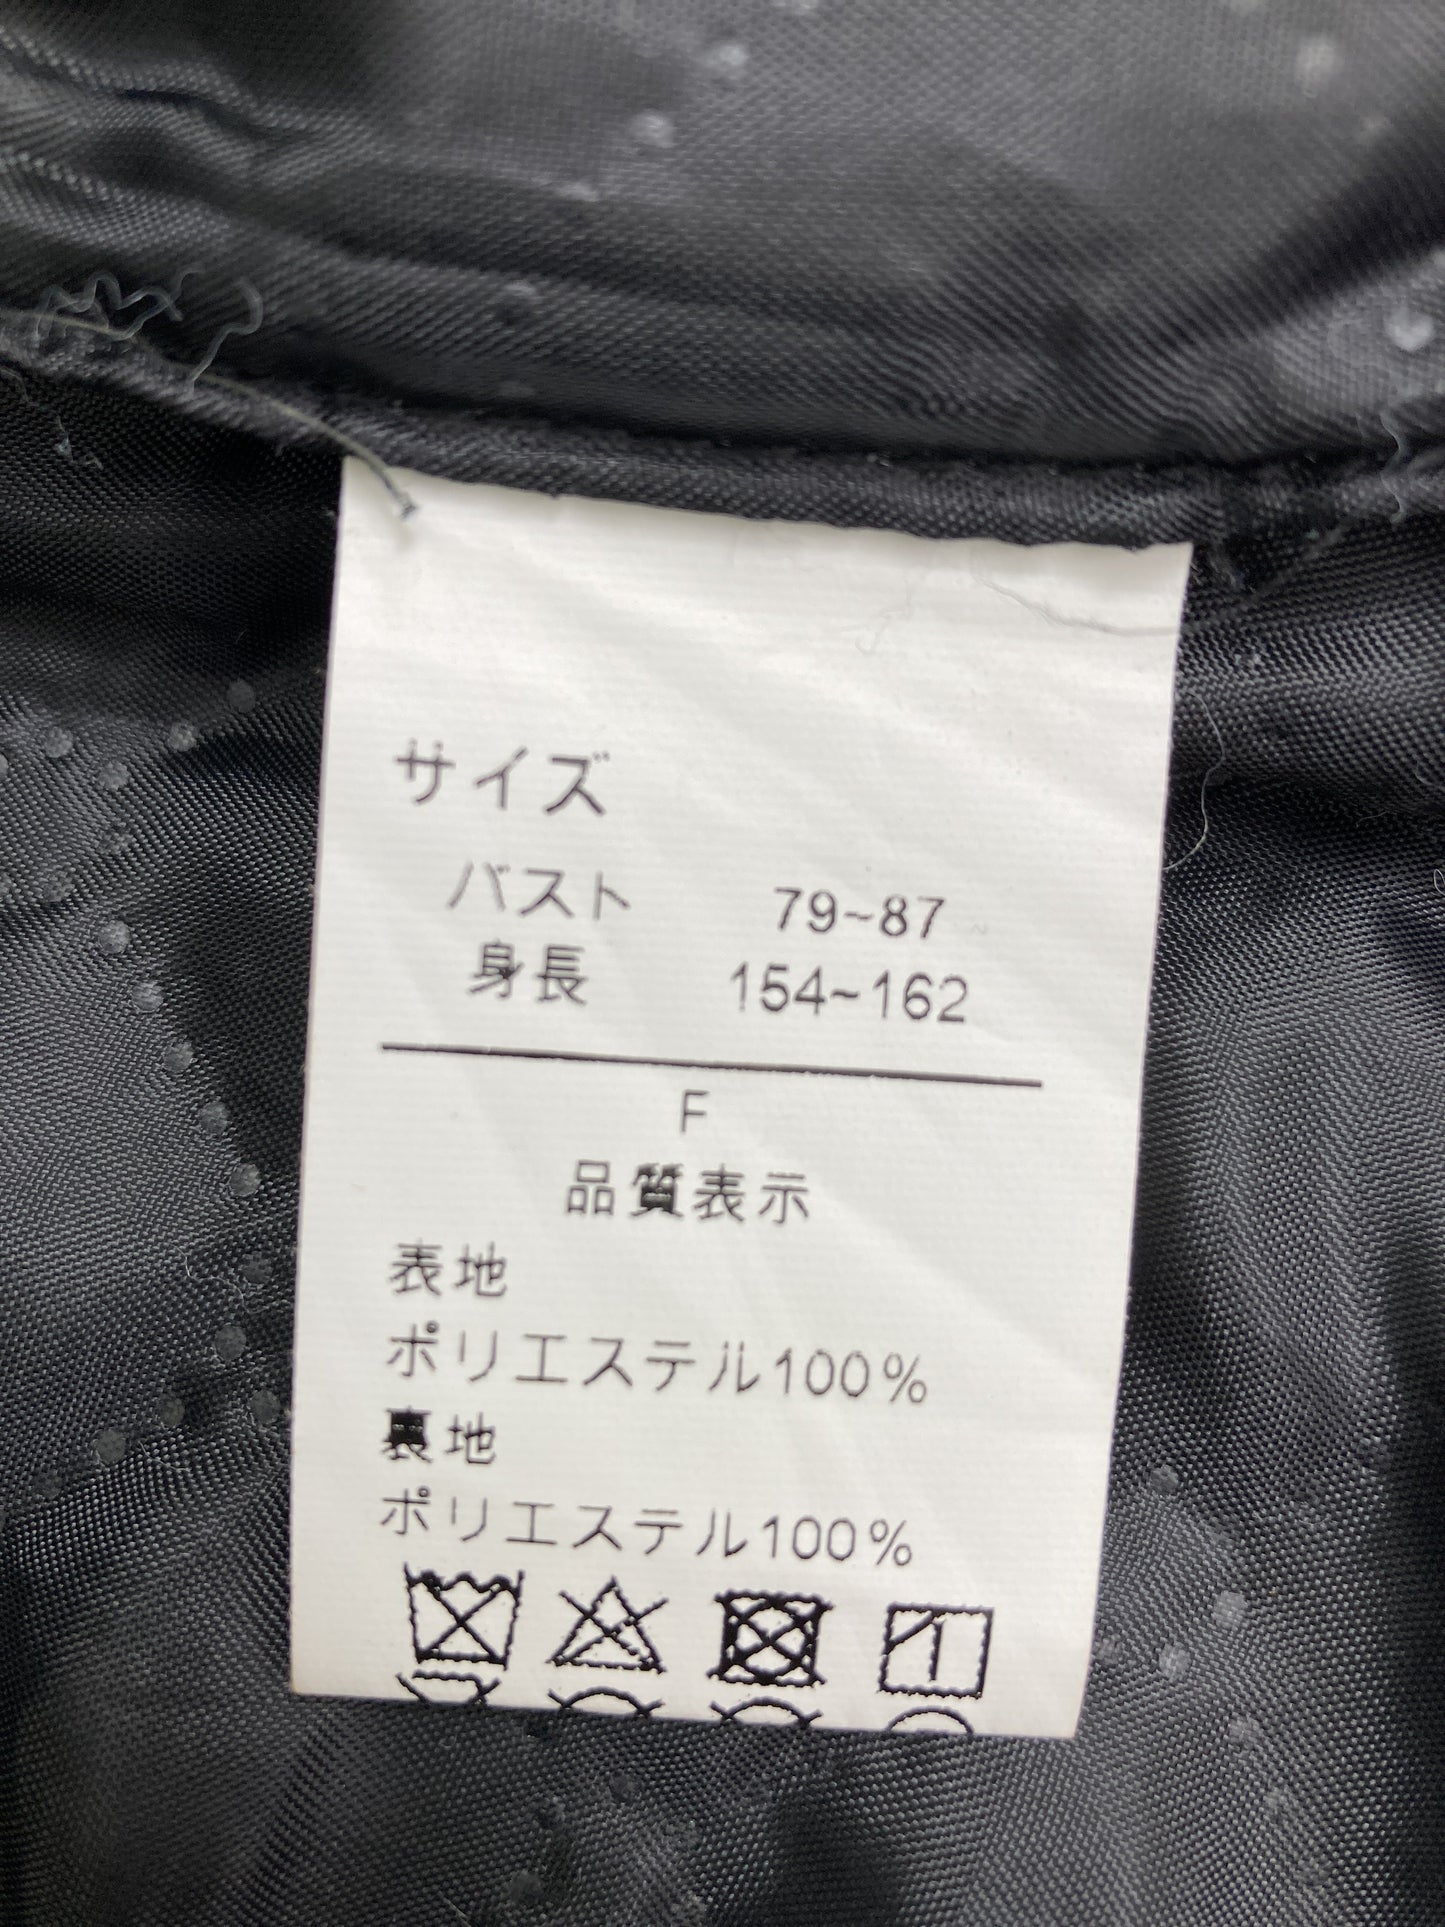 サイズ
バスト 79~87
身長 154~162
F
品質表示
表地
ポリエステル100%
裏地
ポリエステル100%